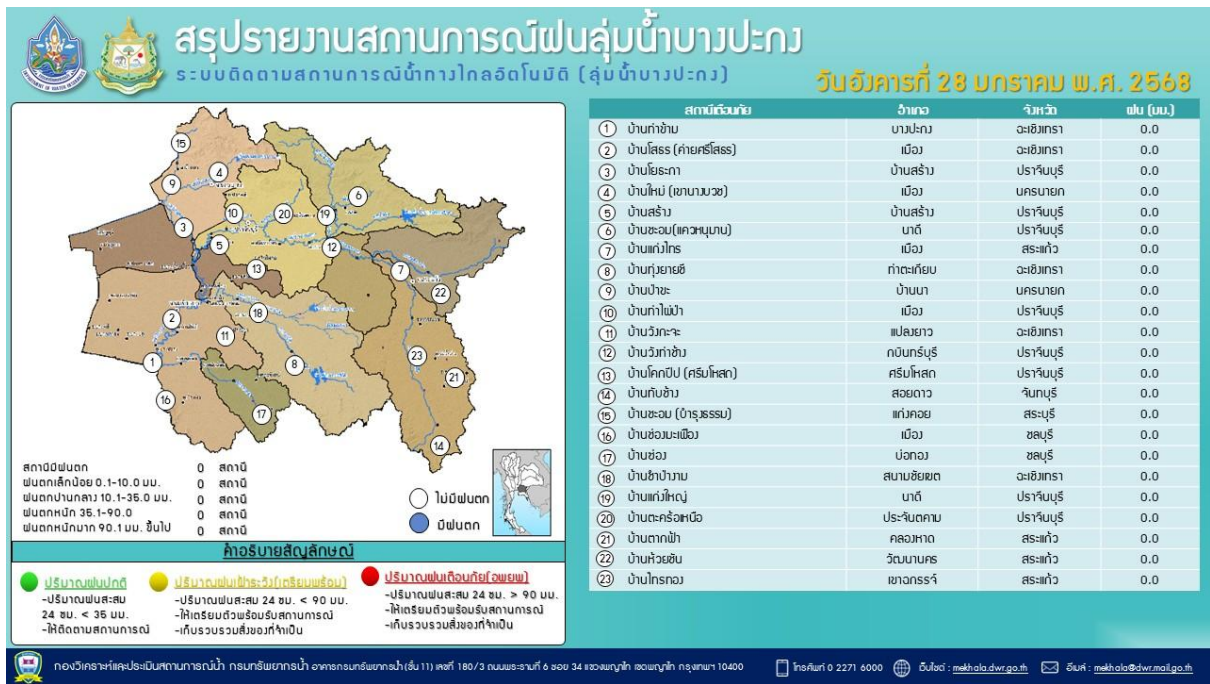 สรุปรายงานสถานการณ์ฝนลุ่มน้ำบางปะกง
ระบบติดตามสถานการณ์น้ำทางไกลอัตโนมัติ (ลุ่มน้ำบางปะกง)
วันอังคารที่ 28 มกราคม พ.ศ. 2568
สถานีเตือนภัย อำเภอ จังหวัด ฝน (มม.)
1 บ้านท่าข้าม บางปะกง ฉะเชิงเทรา 0.0
2 บ้านโสธร (ค่ายศรีโสธร) เมือง ฉะเชิงเทรา 0.0
3 บ้านโยธะกา บ้านสร้าง ปราจีนบุรี 0.0
4 บ้านใหม่ (เขานางบวช) เมือง นครนายก 0.0
5 บ้านสร้าง บ้านสร้าง ปราจีนบุรี 0.0
6 บ้านชะอม(แควหนุมาน) นาดี ปราจีนบุรี 0.0
7 บ้านแก่งไทร เมือง สระแก้ว 0.0
8 บ้านทุ่งยายชี ท่าตะเกียบ ฉะเชิงเทรา 0.0
9 บ้านป่าขะ บ้านนา นครนายก 0.0
10 บ้านท่าไผ่ป่า เมือง ปราจีนบุรี 0.0
11 บ้านวังกะจะ แปลงยาว ฉะเชิงเทรา 0.0
12 บ้านวังท่าช้าง กบินทร์บุรี ปราจีนบุรี 0.0
13 บ้านโคกปีป (ศรีมโหสถ) ศรีมโหสถ ปราจีนบุรี 0.0
14 บ้านทับช้าง สอยดาว จันทบุรี 0.0
15 บ้านชะอม (บำรุงธรรม) แก่งคอย สระบุรี 0.0
16 บ้านช่องมะเฟือง เมือง ชลบุรี 0.0
17 บ้านช่อง บ่อทอง ชลบุรี 0.0
18 บ้านชำป่างาม สนามชัยเขต ฉะเชิงเทรา 0.0
19 บ้านแก่งใหญ่ นาดี ปราจีนบุรี 0.0
20 บ้านตะคร้อเหนือ ประจันตคาม ปราจีนบุรี 0.0
21 บ้านตากฟ้า คลองหาด สระแก้ว 0.0
22 บ้านห้วยชัน วัฒนานคร สระแก้ว 0.0
23 บ้านไทรทอง เขาฉกรรจ์ สระแก้ว 0.0
15
4
9
6
10
20
19
3
5
12
13
7
22
2
18
11
1
8
23
21
16
17
14
สถานีมีฝนตก 0 สถานี
ฝนตกเล็กน้อย 0.1-10.0 มม. 0 สถานี
ฝนตกปานกลาง 10.1-35.0 มม. 0 สถานี
ฝนตกหนัก 35.1-90.0 0 สถานี
ฝนตกหนักมาก 90.1 มม. ขึ้นไป 0 สถานี
ไม่มีฝนตก
มีฝนตก
คำอธิบายสัญลักษณ์
ปริมาณฝนปกติ
-ปริมาณฝนสะสม
24 ชม. < 35 มม.
-ให้ติดตามสถานการณ์
ปริมาณฝนเฝ้าระวัง(เตรียมพร้อม)
-ปริมาณฝนสะสม 24 ชม. < 90 มม.
-ให้เตรียมตัวพร้อมรับสถานการณ์
-เก็บรวบรวมสิ่งของที่จำเป็น
ปริมาณฝนเตือนภัย(อพยพ)
-ปริมาณฝนสะสม 24 ชม. > 90 มม.
-ให้เตรียมตัวพร้อมรับสถานการณ์
-เก็บรวบรวมสิ่งของที่จำเป็น
กองวิเคราะห์และประเมินสถานการณ์น้ำ กรมทรัพยากรน้ำ อาคารกรมทรัพยากรน้ำ (ชั้น 11) เลขที่ 180/3 ถนนพระรามที่ 6 ซอย 34 แขวงพญาไท เขตพญาไท กรุงเทพฯ 10400 โทรศัพท์ 0 2271 6000 เว็บไซต์ : mekhala.dwr.go.th อีเมล์ : mekhala@dwr.mail.go.th